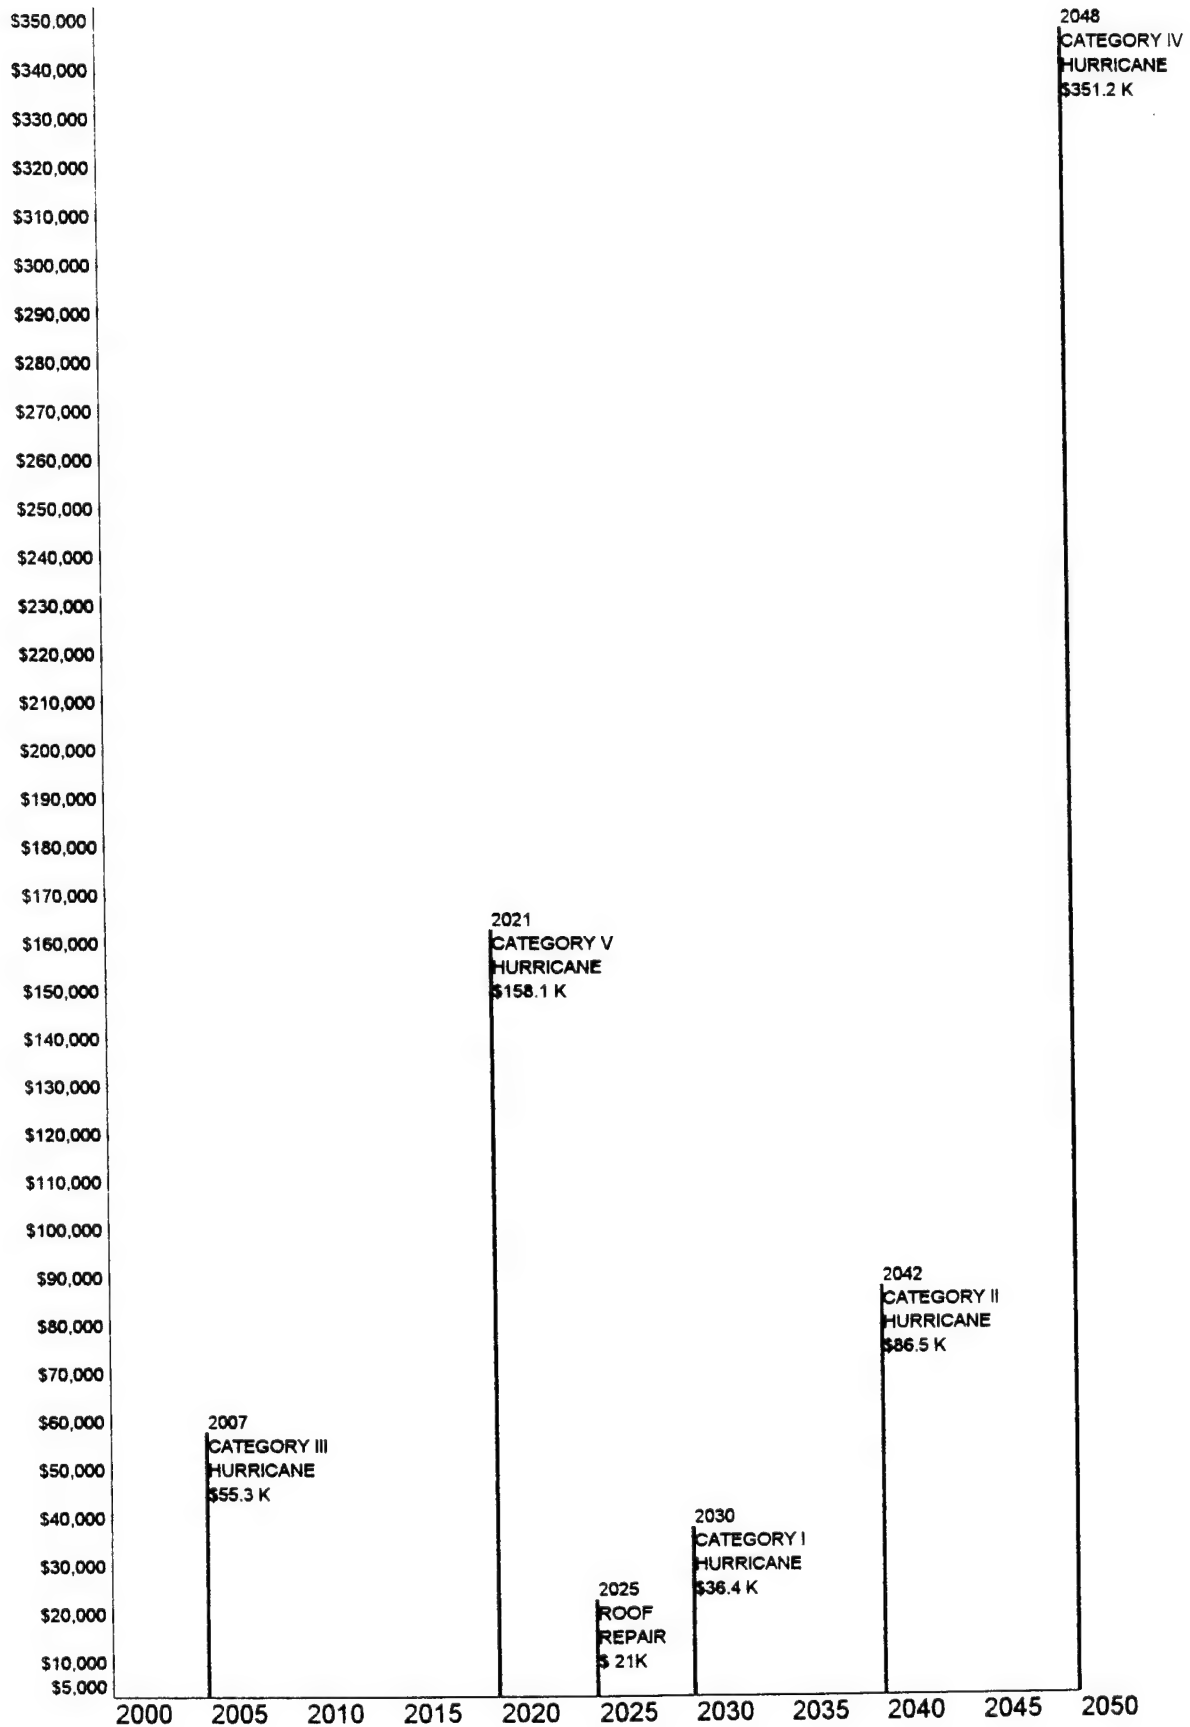 $350,000
$340,000
$330,000
$320,000
$310,000
$300,000
$290,000
$280,000
$270,000
$260,000
$250,000
$240,000
$230,000
$220,000
$210,000
$200,000
$190,000
$180,000
$170,000
$160,000
$150,000
$140,000
$130,000
$120,000
$110,000
$100,000
$90,000
$80,000
$70,000
$60,000
$50,000
$40,000
$30,000
$20,000
$10,000
$5,000
2007
CATEGORY III
HURRICANE
$55.3 K
2021
CATEGORY V
HURRICANE
$158.1 K
2025
ROOF
REPAIR
$ 21K
2030
CATEGORY I
HURRICANE
$36.4 K
2042
CATEGORY II
HURRICANE
$86.5 K
2048
CATEGORY IV
HURRICANE
$351.2 K
2000 2005 2010 2015 2020 2025 2030 2035 2040 2045 2050